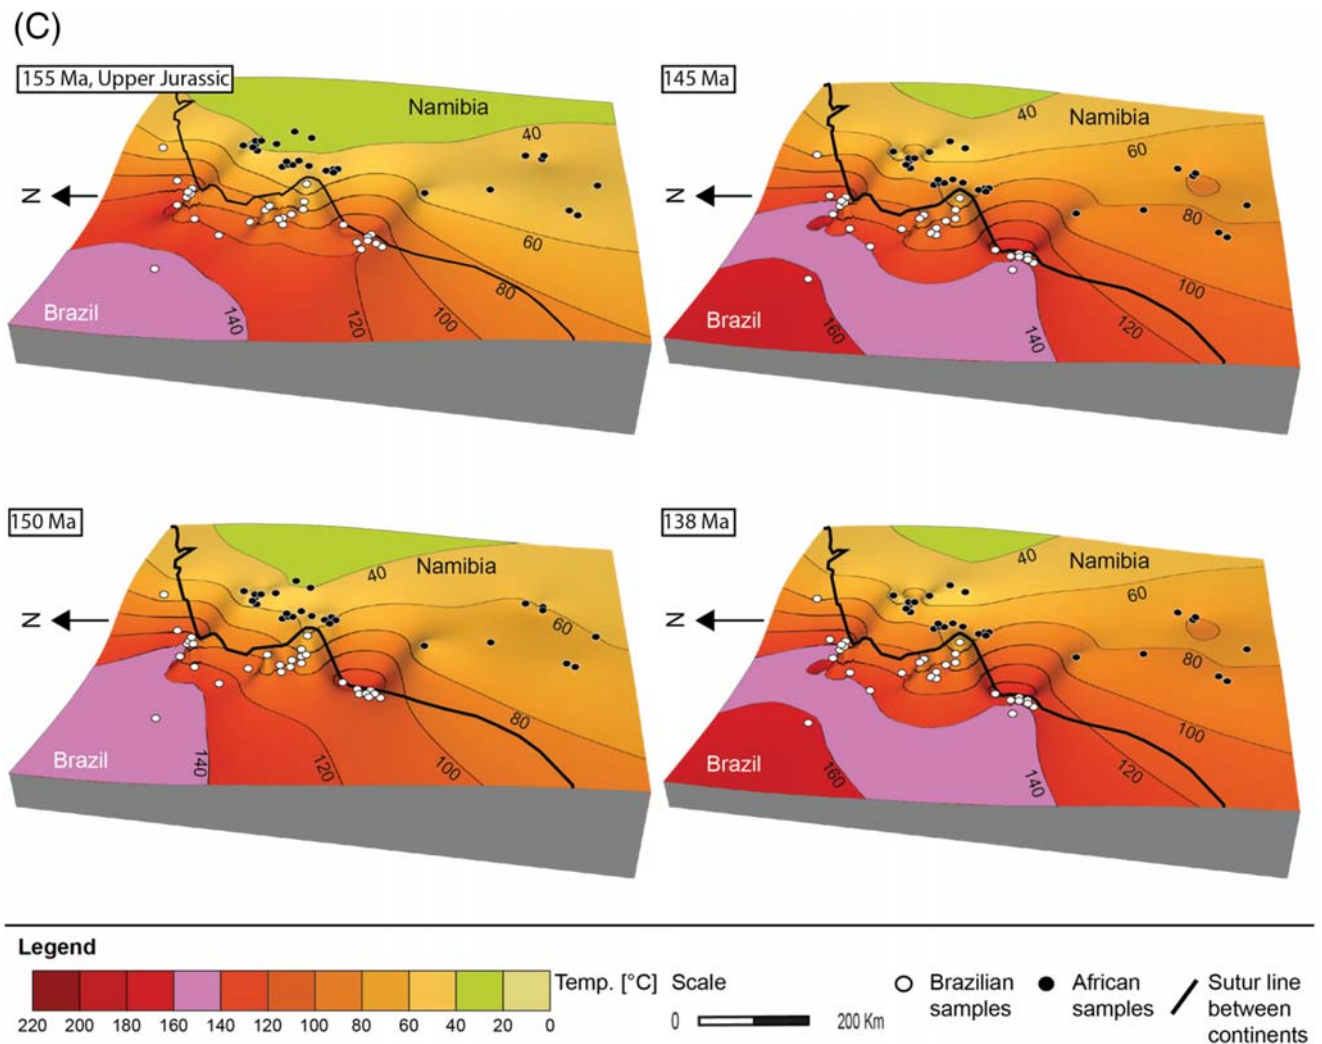 (C)
155 Ma, Upper Jurassic
Namibia
40
N
60
80
Brazil
140
120
100
145 Ma
40
Namibia
60
N
80
100
Brazil
160
140
120
150 Ma
40
Namibia
60
N
80
Brazil
140
120
100
138 Ma
40
Namibia
60
N
80
100
Brazil
160
140
120
Legend
Temp. [°C]
220 200 180 160 140 120 100 80 60 40 20 0
Scale
0 200 Km
Brazilian
samples
African
samples
Sutur line
between
continents